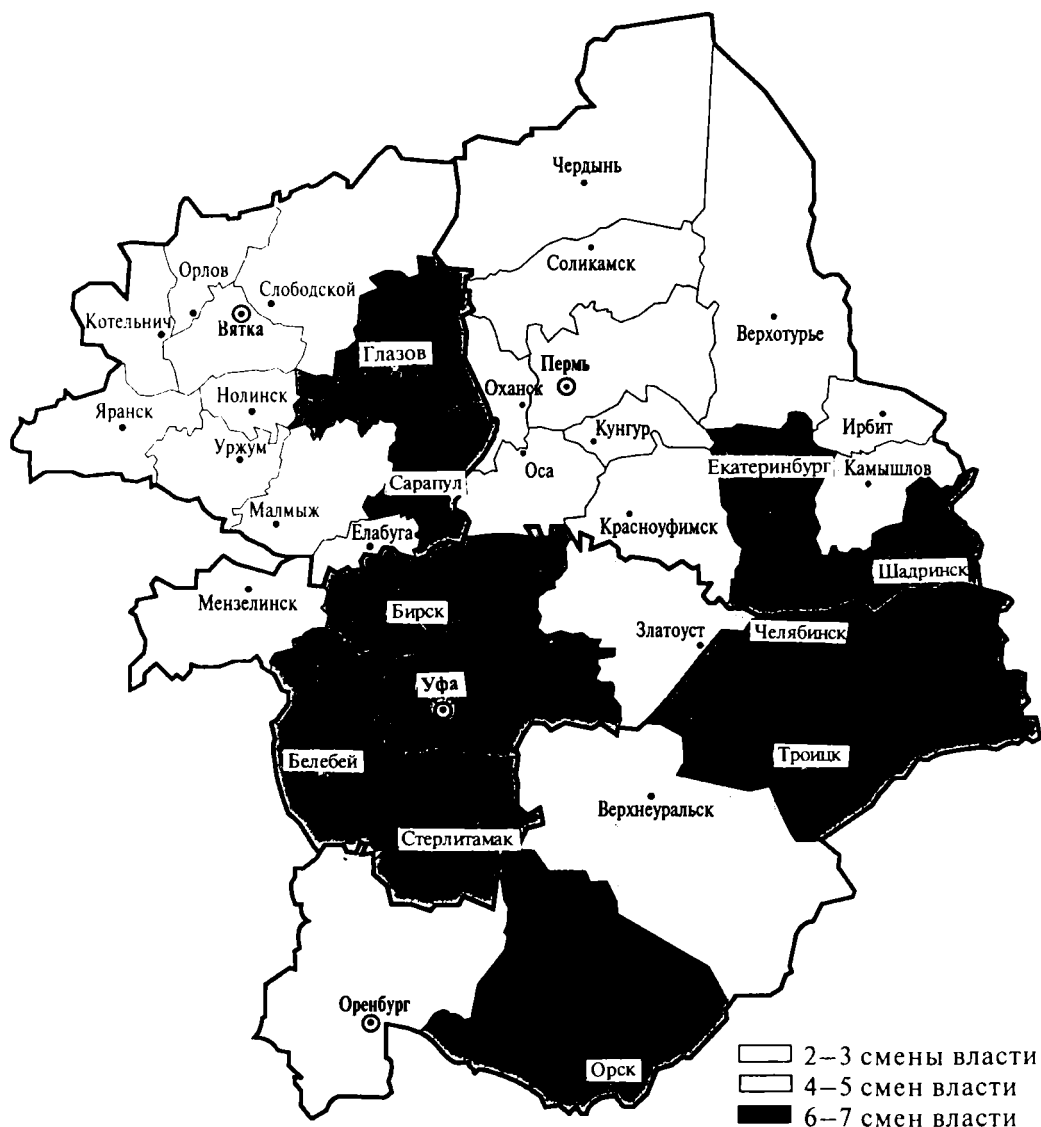 Чердынь
Соликамск
Орлов
Слободской
Котельнич
Вятка
Верхотурье
Глазов
Пермь
Оханск
Нолинск
Яранск
Кунгур
Ирбит
Уржум
Оса
Екатеринбург
Камышлов
Сарапул
Малмыж
Елабуга
Красноуфимск
Шадринск
Мензелинск
Бирск
Златоуст
Челябинск
Уфа
Белебей
Троицк
Верхнеуральск
Стерлитамак
Оренбург
Орск
2–3 смены власти
4–5 смен власти
6–7 смен власти